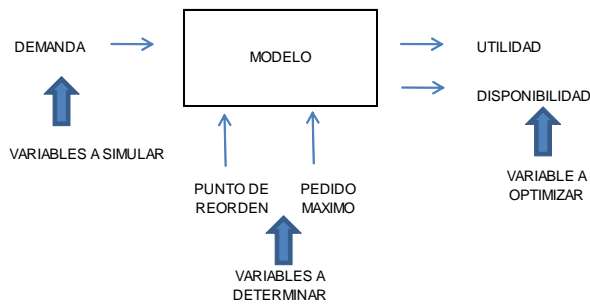 DEMANDA
MODELO
UTILIDAD
DISPONIBILIDAD
VARIABLES A SIMULAR
PUNTO DE
REORDEN
PEDIDO
MAXIMO
VARIABLE A
OPTIMIZAR
VARIABLES A
DETERMINAR